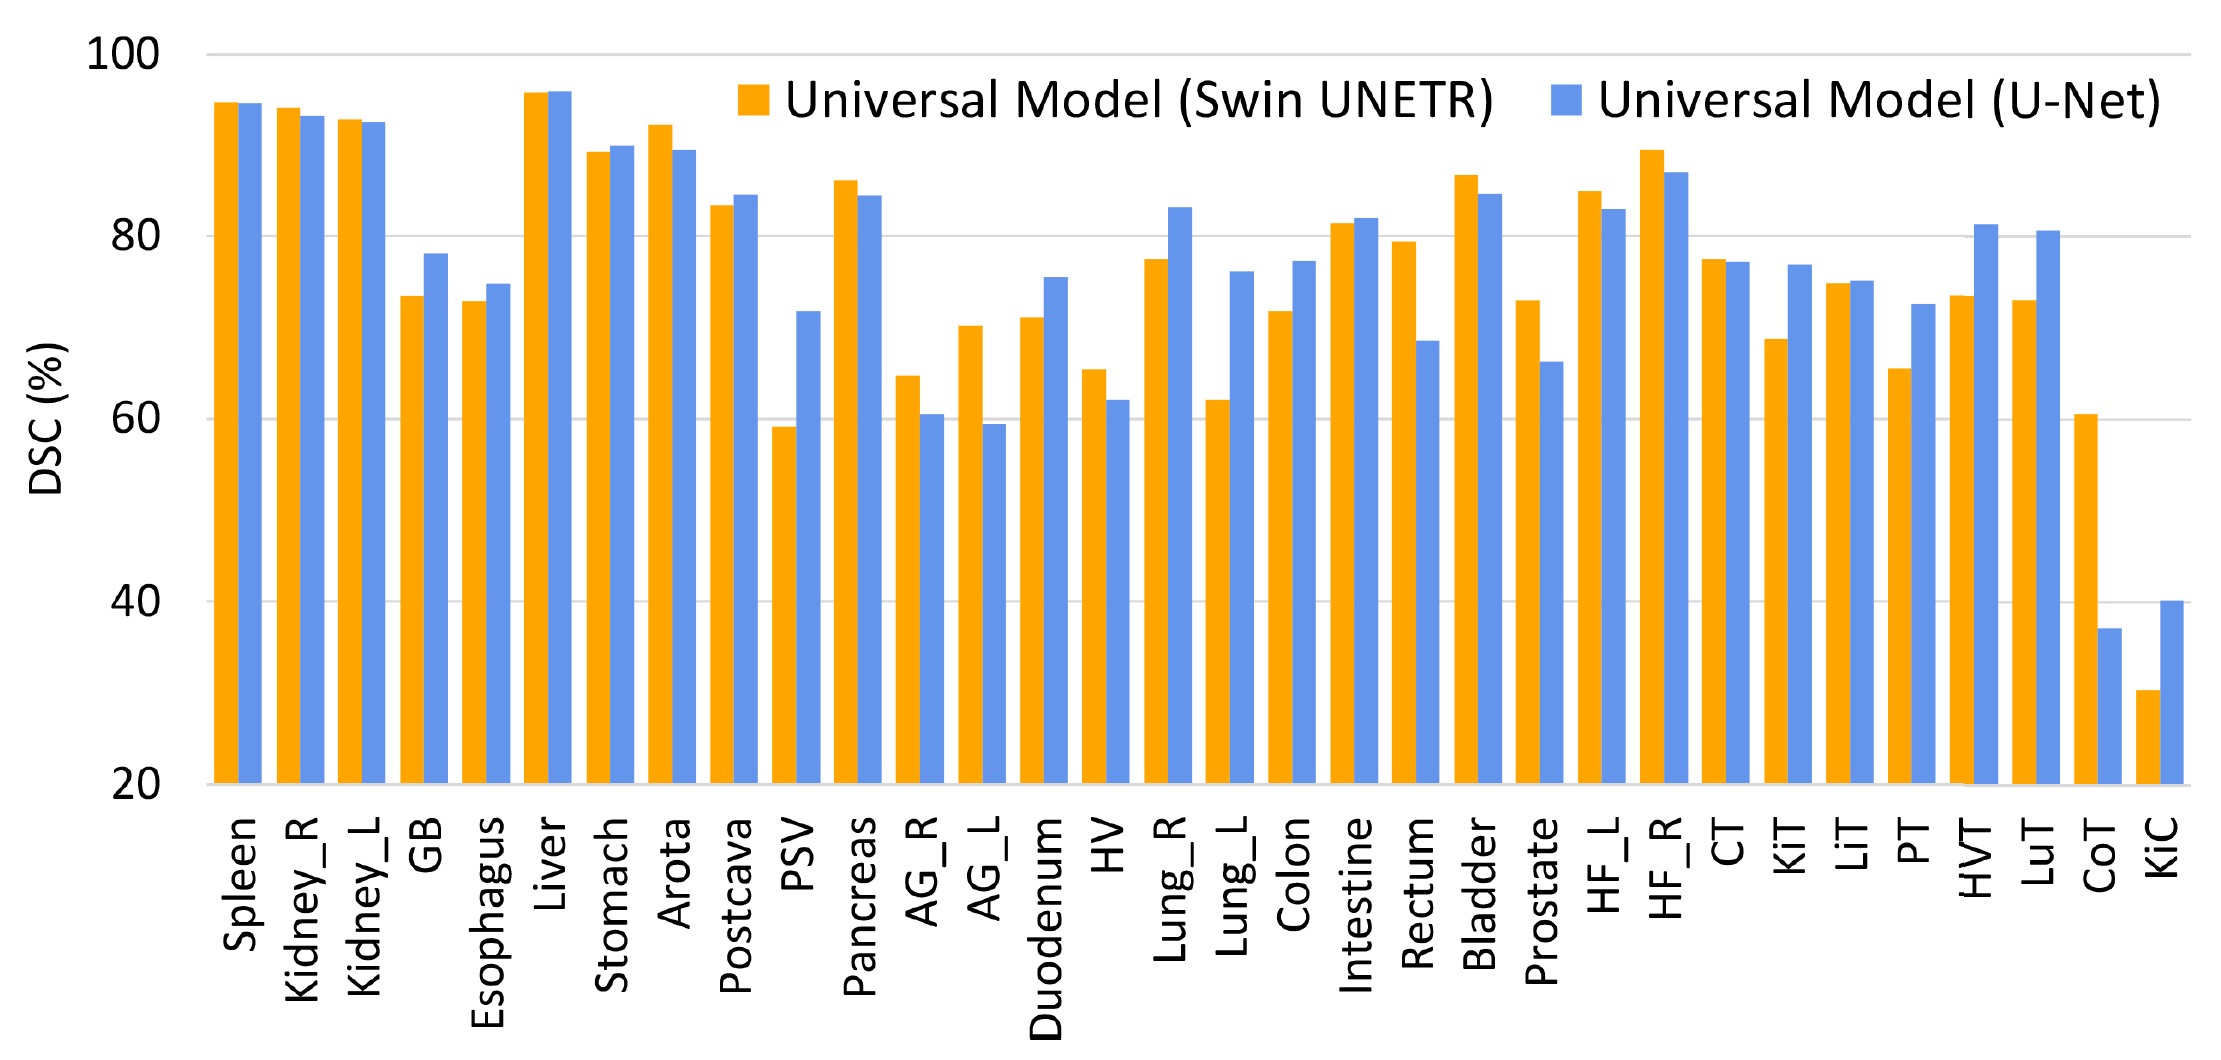 100
80
60
40
20
DSC (%)
Universal Model (Swin UNETR)
Universal Model (U-Net)
Spleen
Kidney_R
Kidney_L
GB
Esophagus
Liver
Stomach
Arota
Postcava
PSV
Pancreas
AG_R
AG_L
Duodenum
HV
Lung_R
Lung_L
Colon
Intestine
Rectum
Bladder
Prostate
HF_L
HF_R
CT
KiT
LiT
PT
HVT
LuT
CoT
KiC